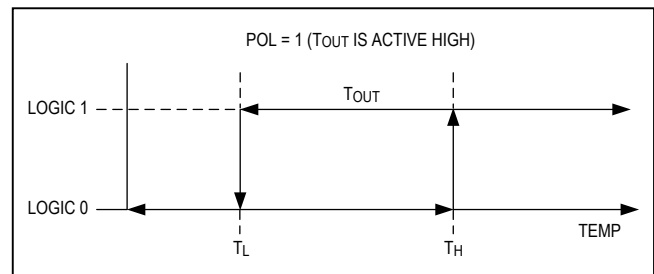 POL = 1 (TOUT IS ACTIVE HIGH)
TOUT
LOGIC 1
LOGIC 0
TEMP
TL
TH